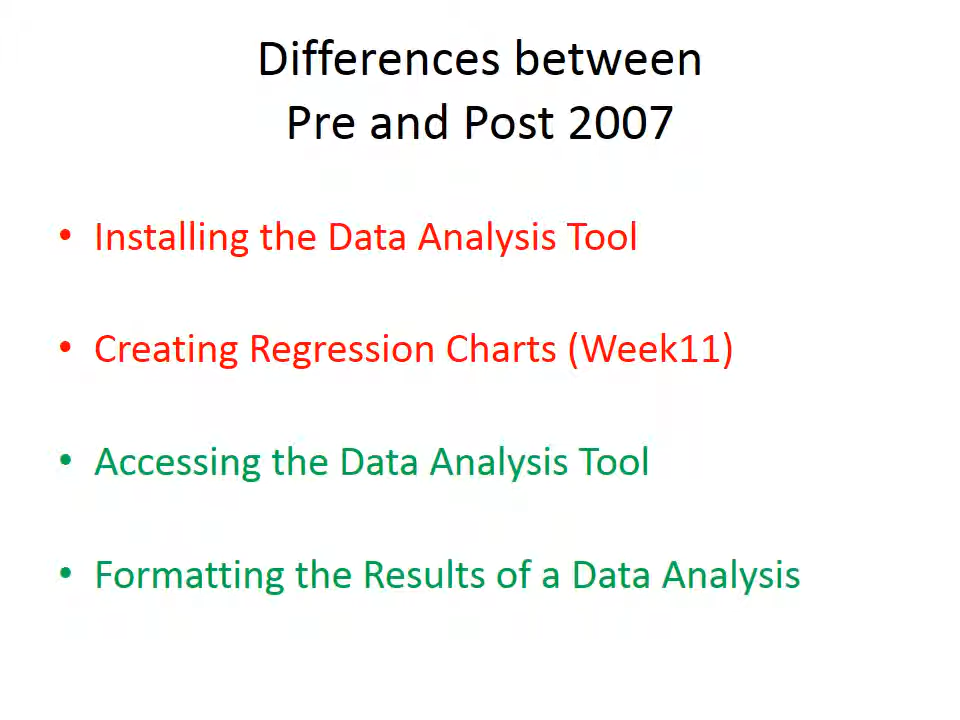 Differences between
Pre and Post 2007
• Installing the Data Analysis Tool
• Creating Regression Charts (Week11)
• Accessing the Data Analysis Tool
• Formatting the Results of a Data Analysis